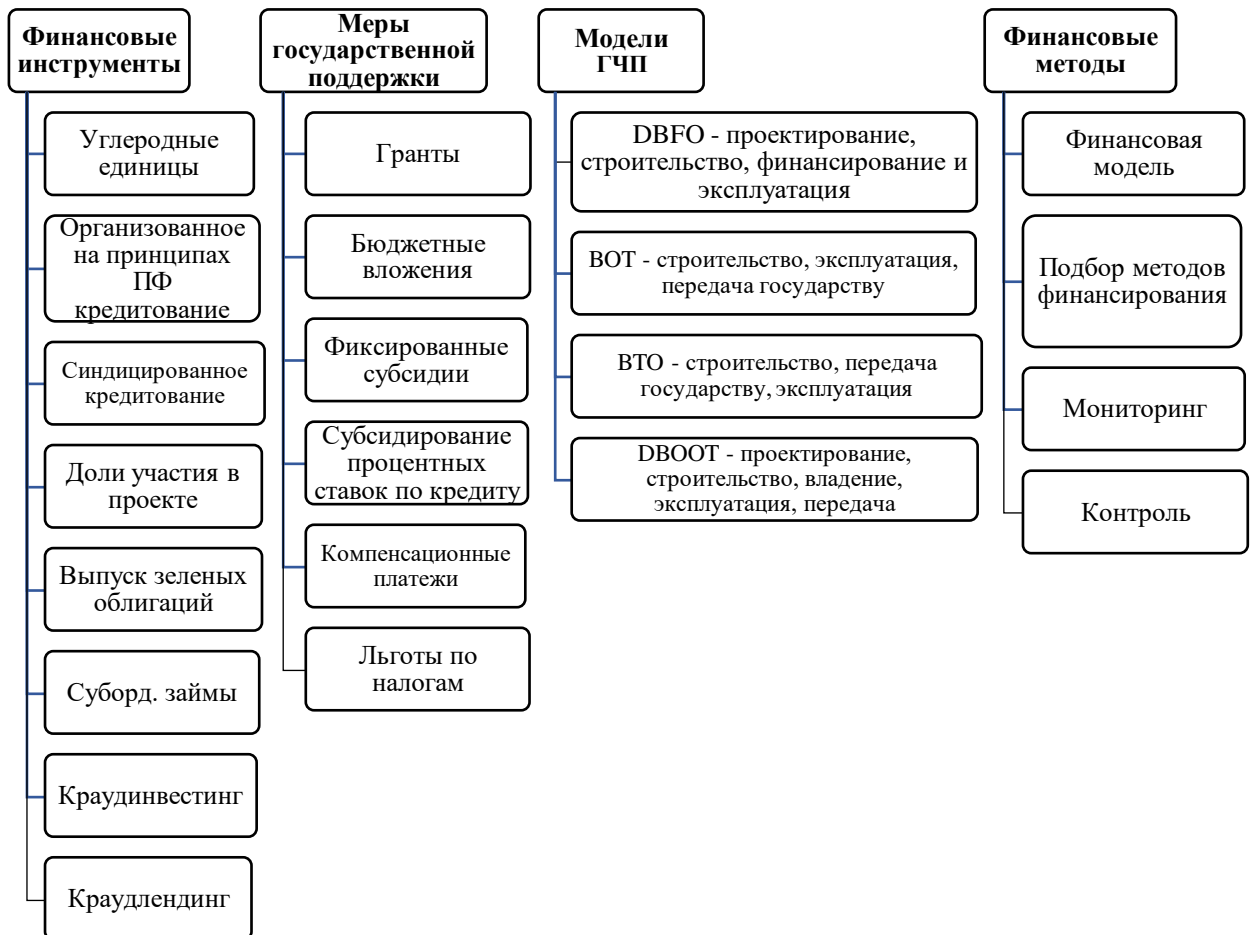 Финансовые
инструменты
Углеродные
единицы
Организованное
на принципах
ПФ
кредитование
Синдицированное
кредитование
Доли участия в
проекте
Выпуск зеленых
облигаций
Суборд. займы
Краудинвестинг
Краудлендинг
Меры
государственной
поддержки
Гранты
Бюджетные
вложения
Фиксированные
субсидии
Субсидирование
процентных
ставок по кредиту
Компенсационные
платежи
Льготы по
налогам
Модели
ГЧП
DBFO - проектирование,
строительство, финансирование и
эксплуатация
BOT - строительство, эксплуатация,
передача государству
BTO - строительство, передача
государству, эксплуатация
DBOOT - проектирование,
строительство, владение,
эксплуатация, передача
Финансовые
методы
Финансовая
модель
Подбор методов
финансирования
Мониторинг
Контроль